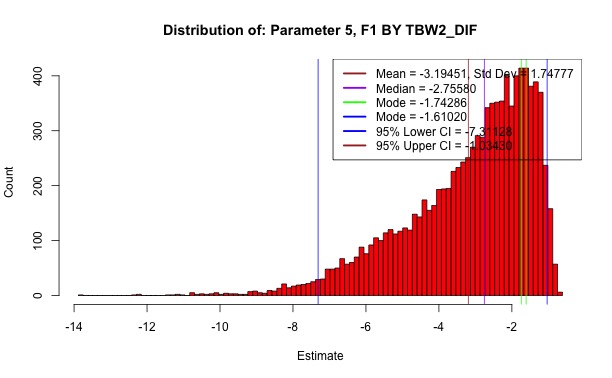 Distribution of: Parameter 5, F1 BY TBW2_DIF
Mean = -3.19451, Std Dev = 1.74777
Median = -2.75580
Mode = -1.74286
Mode = -1.61020
95% Lower CI = -7.31128
95% Upper CI = -1.03430
Count
400
300
200
100
0
-14 -12 -10 -8 -6 -4 -2
Estimate